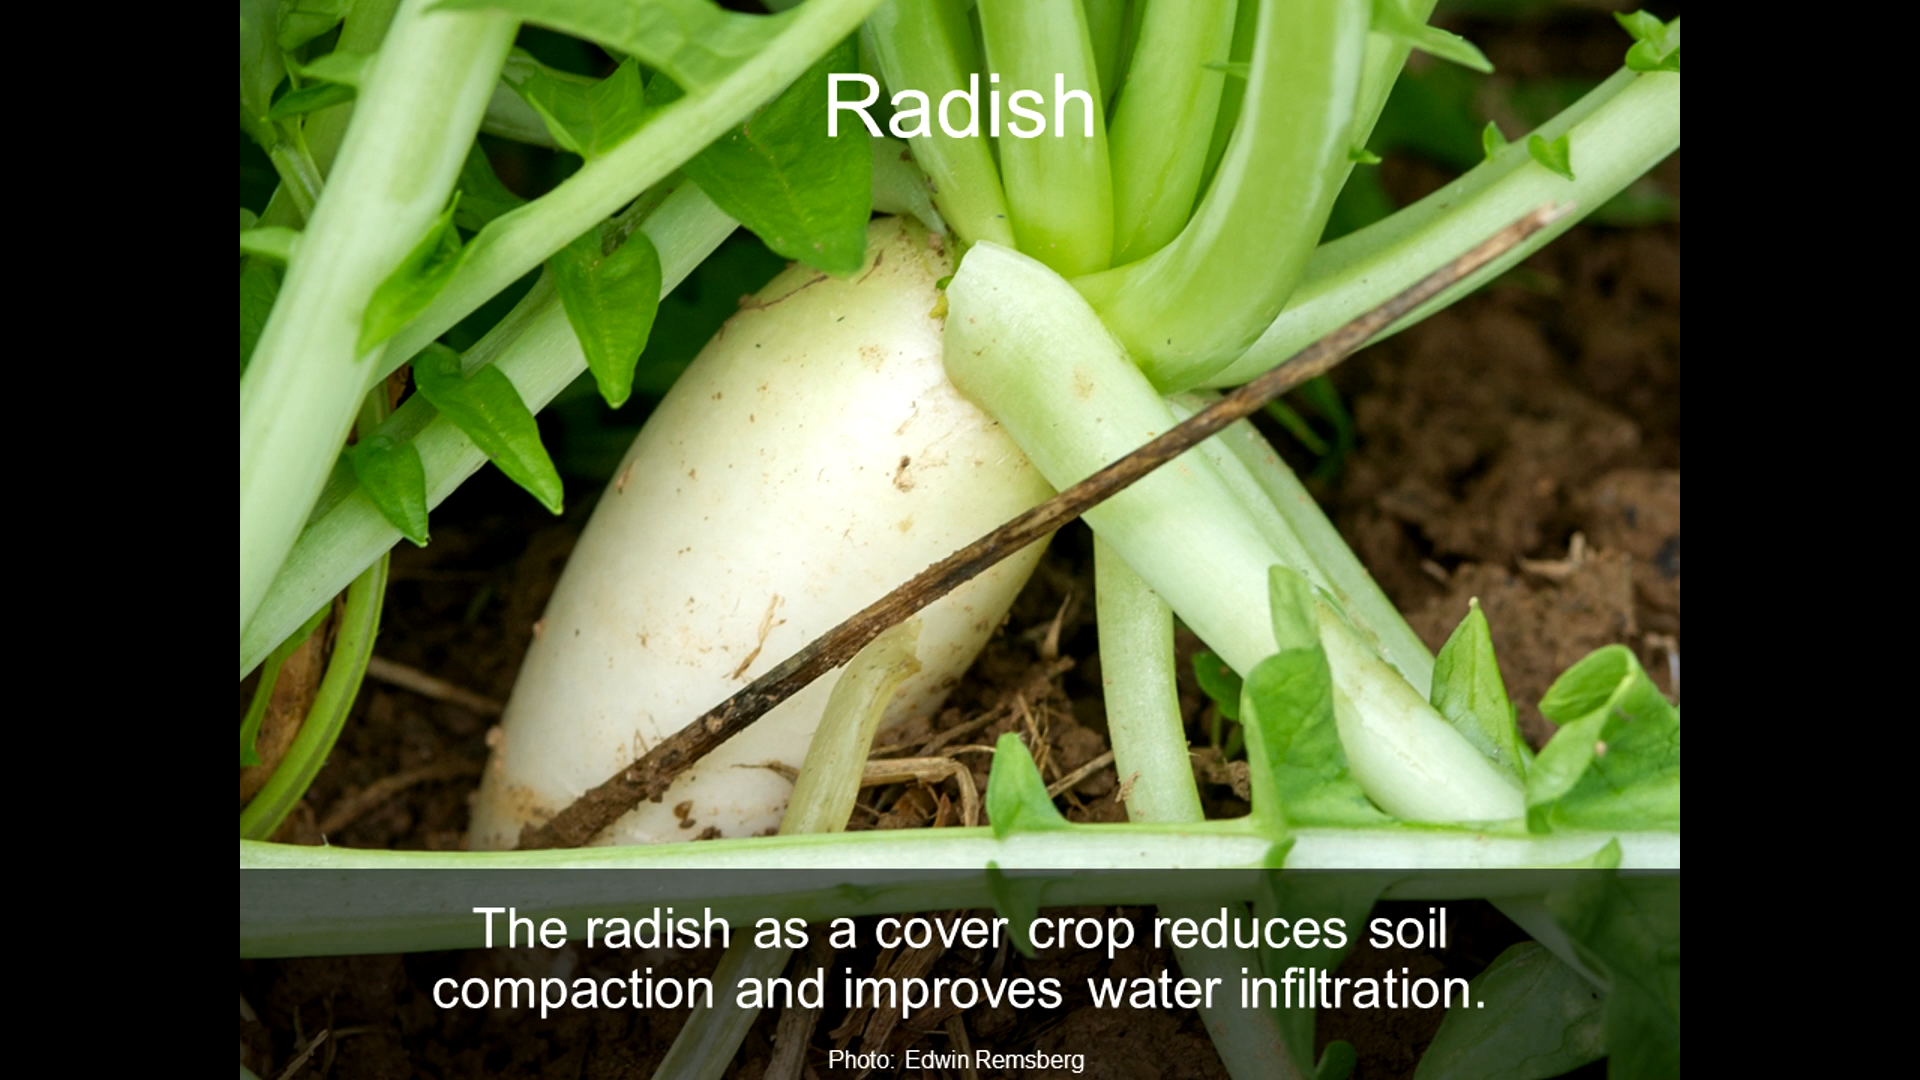 Radish
The radish as a cover crop reduces soil
compaction and improves water infiltration.
Photo: Edwin Remsberg